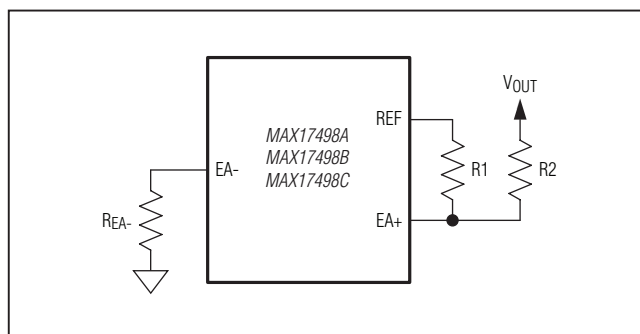 VOUT
REF
MAX17498A
MAX17498B
MAX17498C
EA-
R1
R2
REA-
EA+